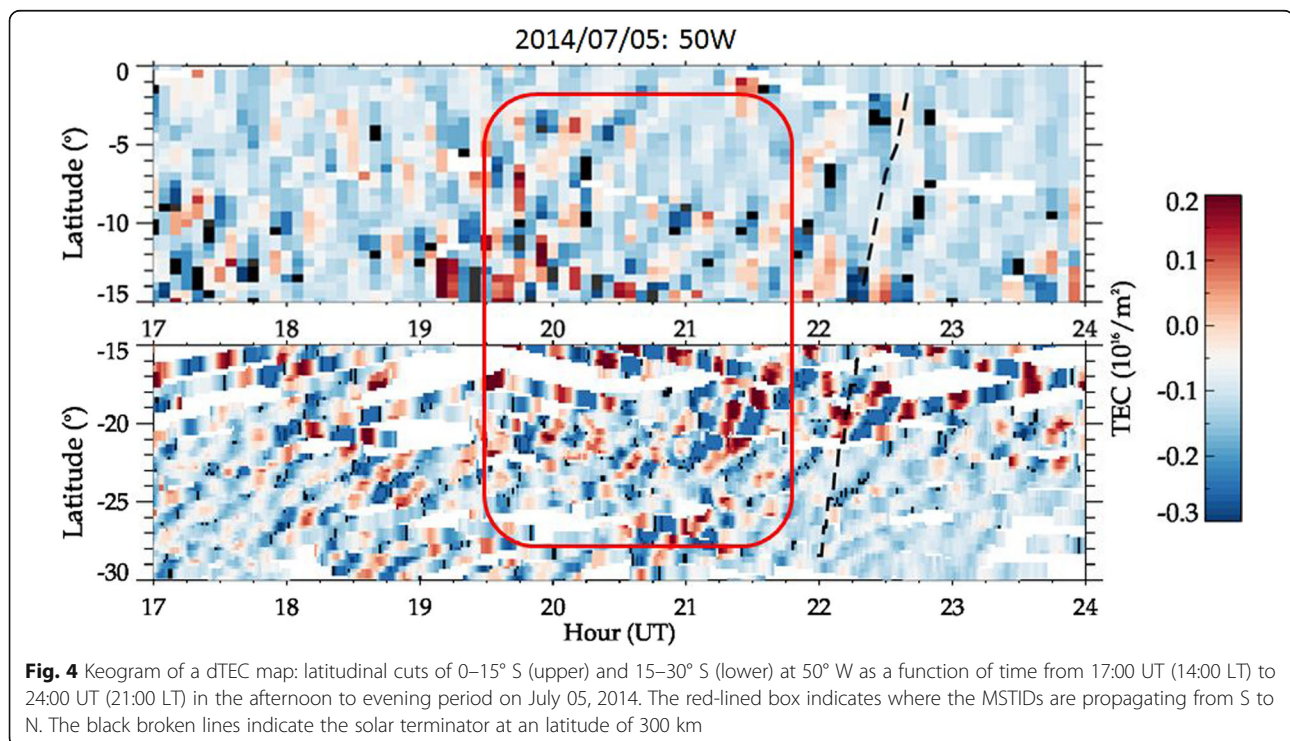 2014/07/05: 50W
0
-5
-10
-15
Latitude (°)
17 18 19 20 21 22 23 24
-15
-20
-25
-30
Latitude (°)
17 18 19 20 21 22 23 24
Hour (UT)
0.2
0.1
0.0
-0.1
-0.2
-0.3
TEC (10¹⁶/m²)
Fig. 4 Keogram of a dTEC map: latitudinal cuts of 0–15° S (upper) and 15–30° S (lower) at 50° W as a function of time from 17:00 UT (14:00 LT) to
24:00 UT (21:00 LT) in the afternoon to evening period on July 05, 2014. The red-lined box indicates where the MSTIDs are propagating from S to
N. The black broken lines indicate the solar terminator at an latitude of 300 km